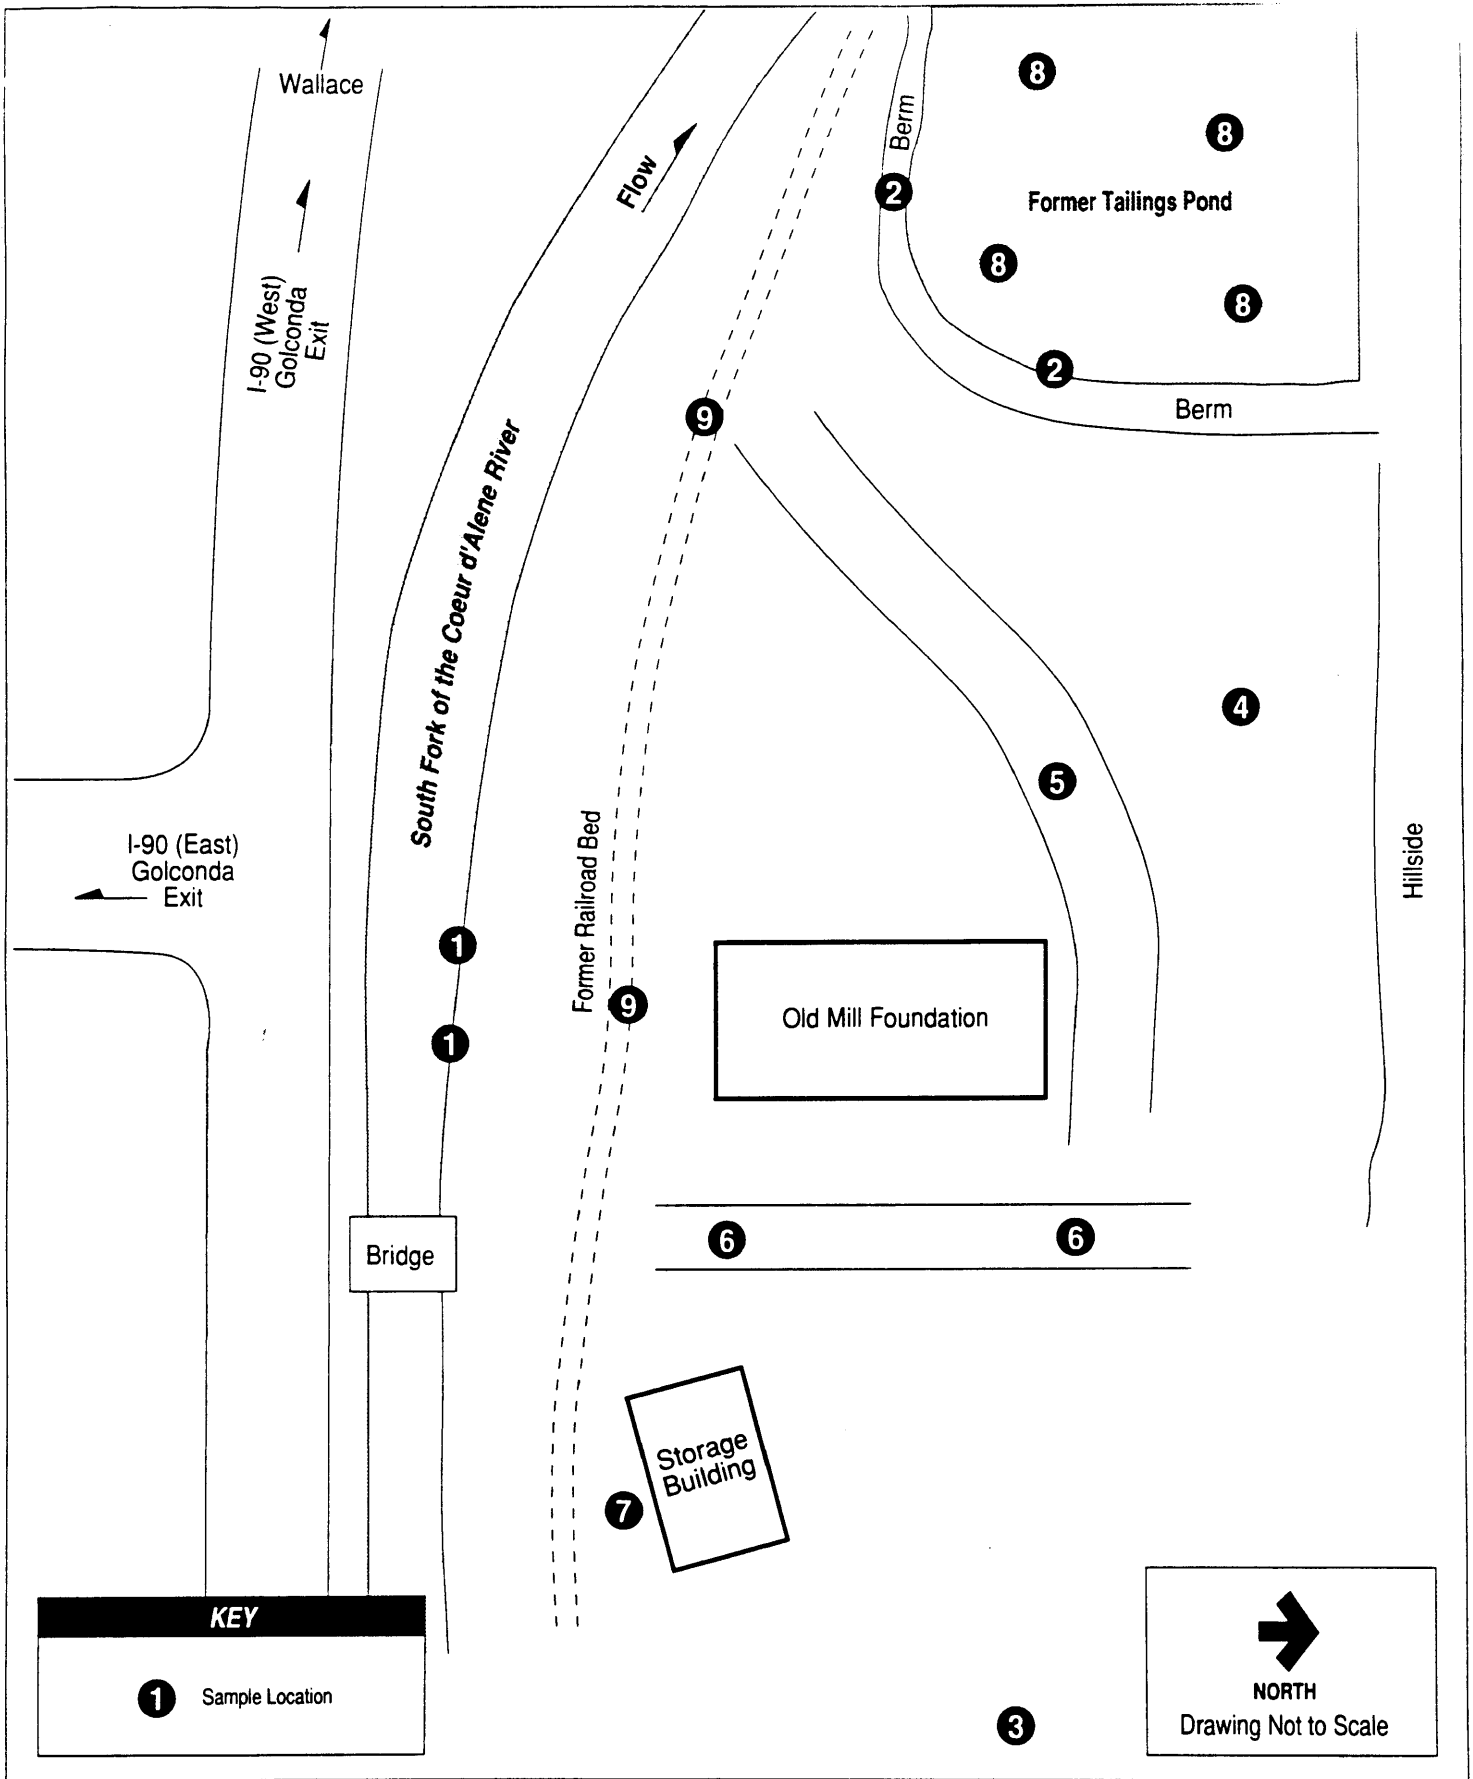 Wallace
8
8
Berm
Flow
2
Former Tailings Pond
8
I-90 (West)
Golconda
Exit
8
2
Berm
9
South Fork of the Coeur d'Alene River
4
5
I-90 (East)
Golconda
Exit
Former Railroad Bed
Hillside
1
9
Old Mill Foundation
1
6
6
Bridge
Storage
Building
7
KEY
1 Sample Location
3
NORTH
Drawing Not to Scale